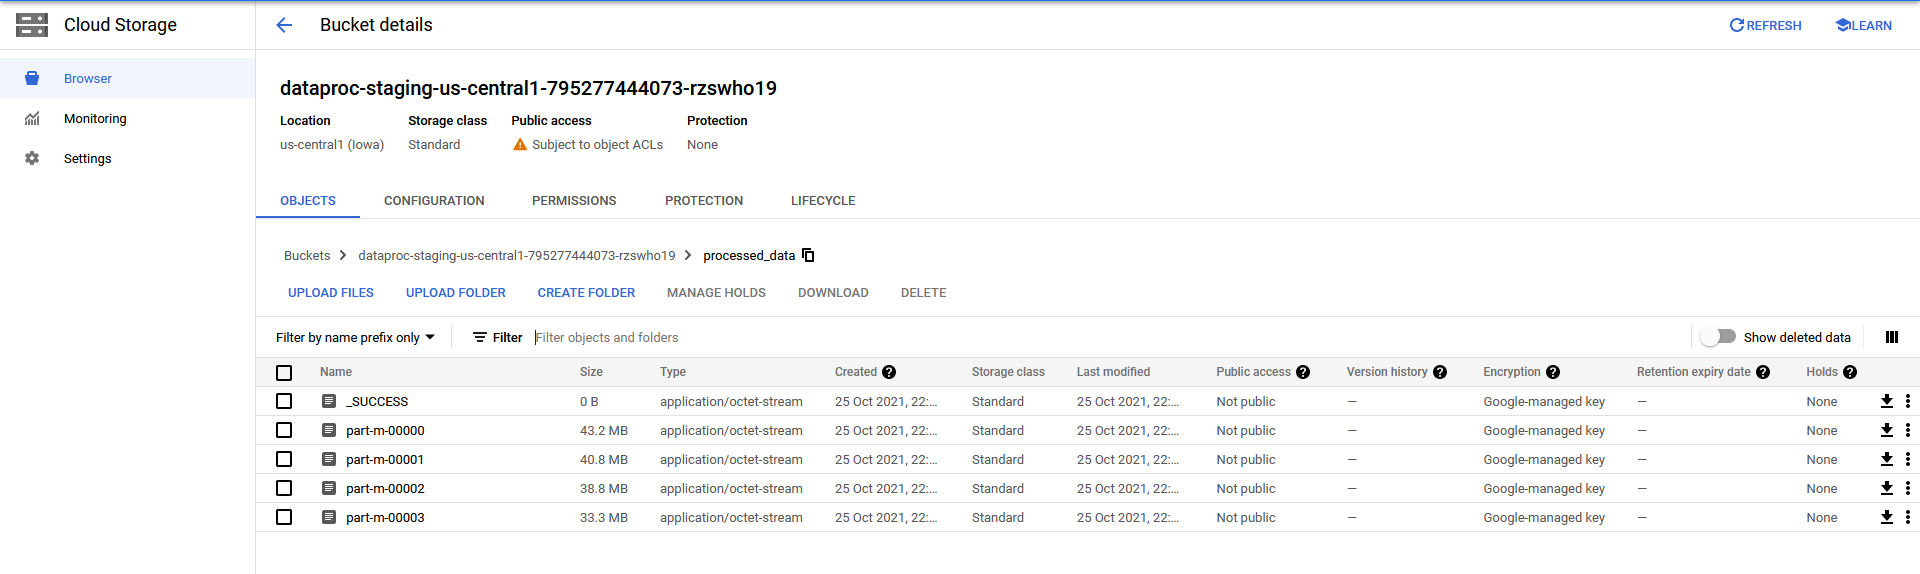 Cloud Storage
Bucket details
REFRESH LEARN
Browser
Monitoring
Settings
dataproc-staging-us-central1-795277444073-rzswho19
Location Storage class Public access Protection
us-central1 (Iowa) Standard Subject to object ACLs None
OBJECTS CONFIGURATION PERMISSIONS PROTECTION LIFECYCLE
Buckets > dataproc-staging-us-central1-795277444073-rzswho19 > processed_data
UPLOAD FILES UPLOAD FOLDER CREATE FOLDER MANAGE HOLDS DOWNLOAD DELETE
Filter by name prefix only Filter Filter objects and folders Show deleted data
Name Size Type Created Storage class Last modified Public access Version history Encryption Retention expiry date Holds
_SUCCESS 0 B application/octet-stream 25 Oct 2021, 22:... Standard 25 Oct 2021, 22:... Not public — Google-managed key — None
part-m-00000 43.2 MB application/octet-stream 25 Oct 2021, 22:... Standard 25 Oct 2021, 22:... Not public — Google-managed key — None
part-m-00001 40.8 MB application/octet-stream 25 Oct 2021, 22:... Standard 25 Oct 2021, 22:... Not public — Google-managed key — None
part-m-00002 38.8 MB application/octet-stream 25 Oct 2021, 22:... Standard 25 Oct 2021, 22:... Not public — Google-managed key — None
part-m-00003 33.3 MB application/octet-stream 25 Oct 2021, 22:... Standard 25 Oct 2021, 22:... Not public — Google-managed key — None